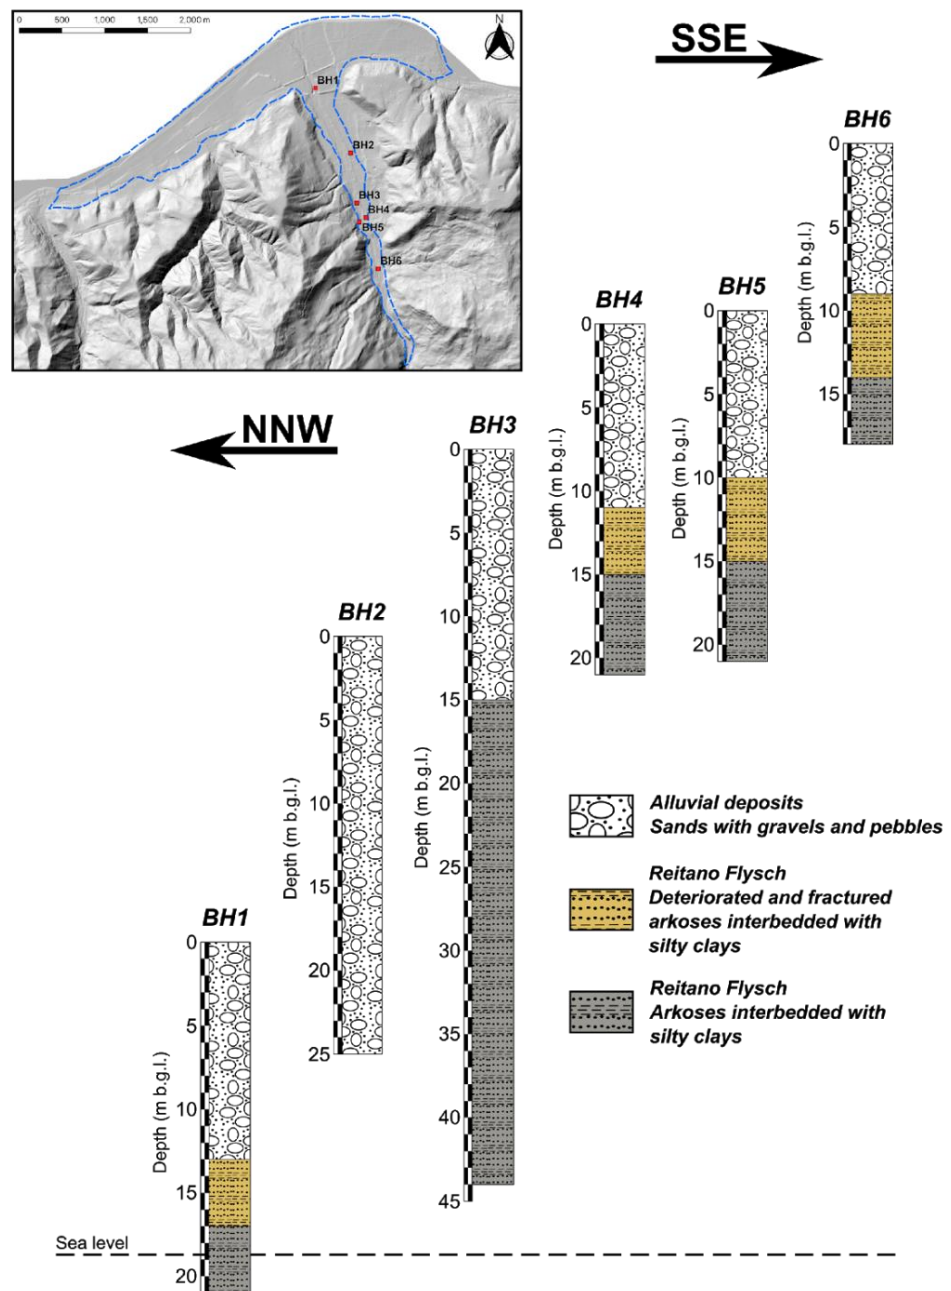 0 500 1,000 1,500 2,000 m
N
BH1
BH2
BH3
BH4
BH5
BH6
SSE
NNW
BH6
0
5
10
15
Depth (m b.g.l.)
BH4
0
5
10
15
20
Depth (m b.g.l.)
BH5
0
5
10
15
20
Depth (m b.g.l.)
BH3
0
5
10
15
20
25
30
35
40
45
Depth (m b.g.l.)
BH2
0
5
10
15
20
25
Depth (m b.g.l.)
BH1
0
5
10
15
20
Depth (m b.g.l.)
Alluvial deposits
Sands with gravels and pebbles
Reitano Flysch
Deteriorated and fractured
arkoses interbedded with
silty clays
Reitano Flysch
Arkoses interbedded with
silty clays
Sea level